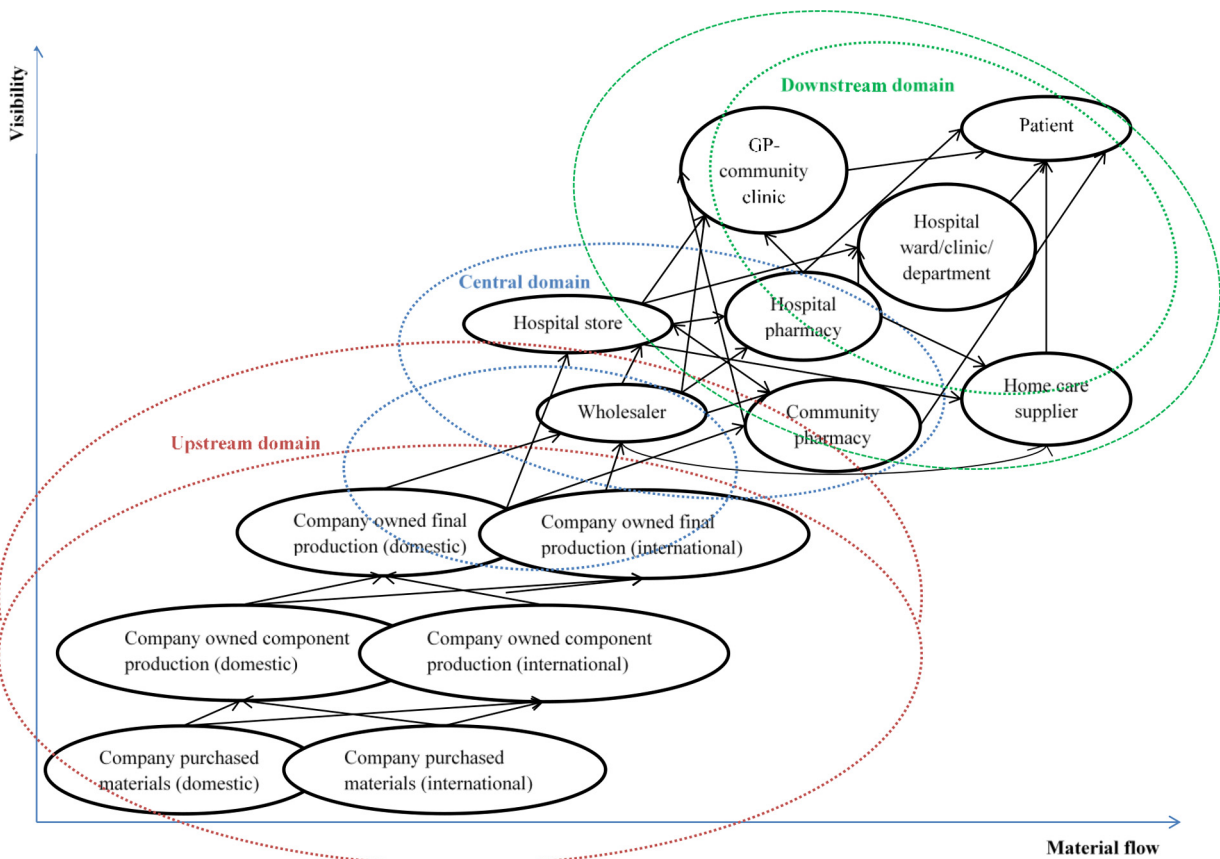 Visibility
Downstream domain
Patient
GP-
community
clinic
Hospital
ward/clinic/
department
Central domain
Hospital store
Hospital
pharmacy
Home care
supplier
Wholesaler
Community
pharmacy
Upstream domain
Company owned final
production (domestic)
Company owned final
production (international)
Company owned component
production (domestic)
Company owned component
production (international)
Company purchased
materials (domestic)
Company purchased
materials (international)
Material flow